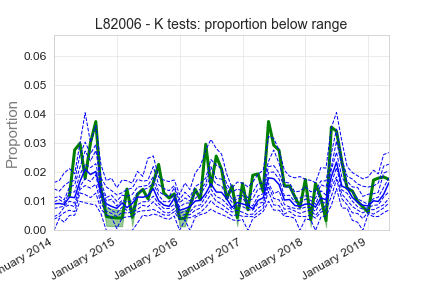 L82006 - K tests: proportion below range
Proportion
0.06
0.05
0.04
0.03
0.02
0.01
0.00
January 2015
January 2016
January 2017
January 2018
January 2019
2014